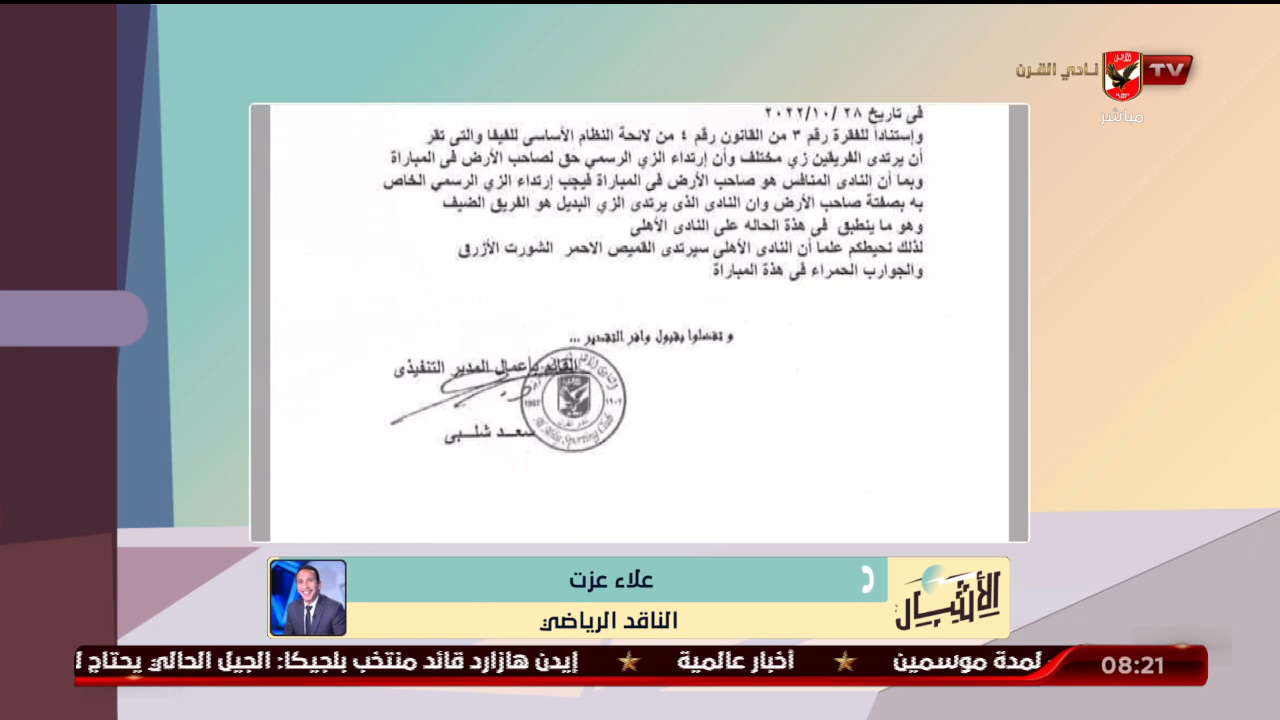 نادي القرن
TV
مباشر
فى تاريخ ٢٨ /٢٠٢٢/١٠
وإستناداً للفقرة رقم ٣ من القانون رقم ٤ من لائحة النظام الأساسى للفيفا والتى تقر
أن يرتدى الفريقين زي مختلف وأن إرتداء الزي الرسمي حق لصاحب الأرض فى المباراة
وبما أن النادى المنافس هو صاحب الأرض فى المباراة فيجب إرتداء الزي الرسمي الخاص
به بصفتة صاحب الأرض وان النادى الذى يرتدى الزي البديل هو الفريق الضيف
وهو ما ينطبق فى هذة الحاله على النادى الأهلى
لذلك نحيطكم علما أن النادى الأهلى سيرتدى القميص الاحمر الشورت الأزرق
والجوارب الحمراء فى هذة المباراة
و تفضلوا بقبول وافر التقدير ...
القائم بأعمال المدير التنفيذى
1907 ١٩٠٧
Al Ahly Sporting Club
سعد شلبى
علاء عزت
الناقد الرياضي
الأشبال
لمدة موسمين ★ أخبار عالمية ★ إيدن هازارد قائد منتخب بلجيكا: الجيل الحالي يحتاج ا
08:21